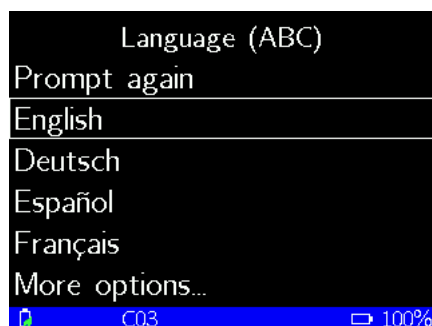 Language (ABC)
Prompt again
English
Deutsch
Español
Français
More options...
C03 100%